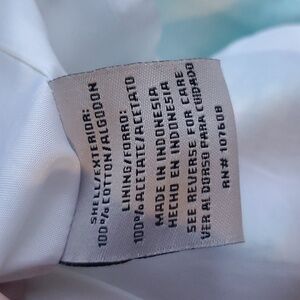 SHELL/EXTERIOR:
100%COTTON/ALGODON
LINING/FORRO:
100%ACETATE/ACETATO
MADE IN INDONESIA
HECHO EN INDONESIA
SEE REVERSE FOR CARE
VER AL DORSO PARA CUIDADO
RN# 107608